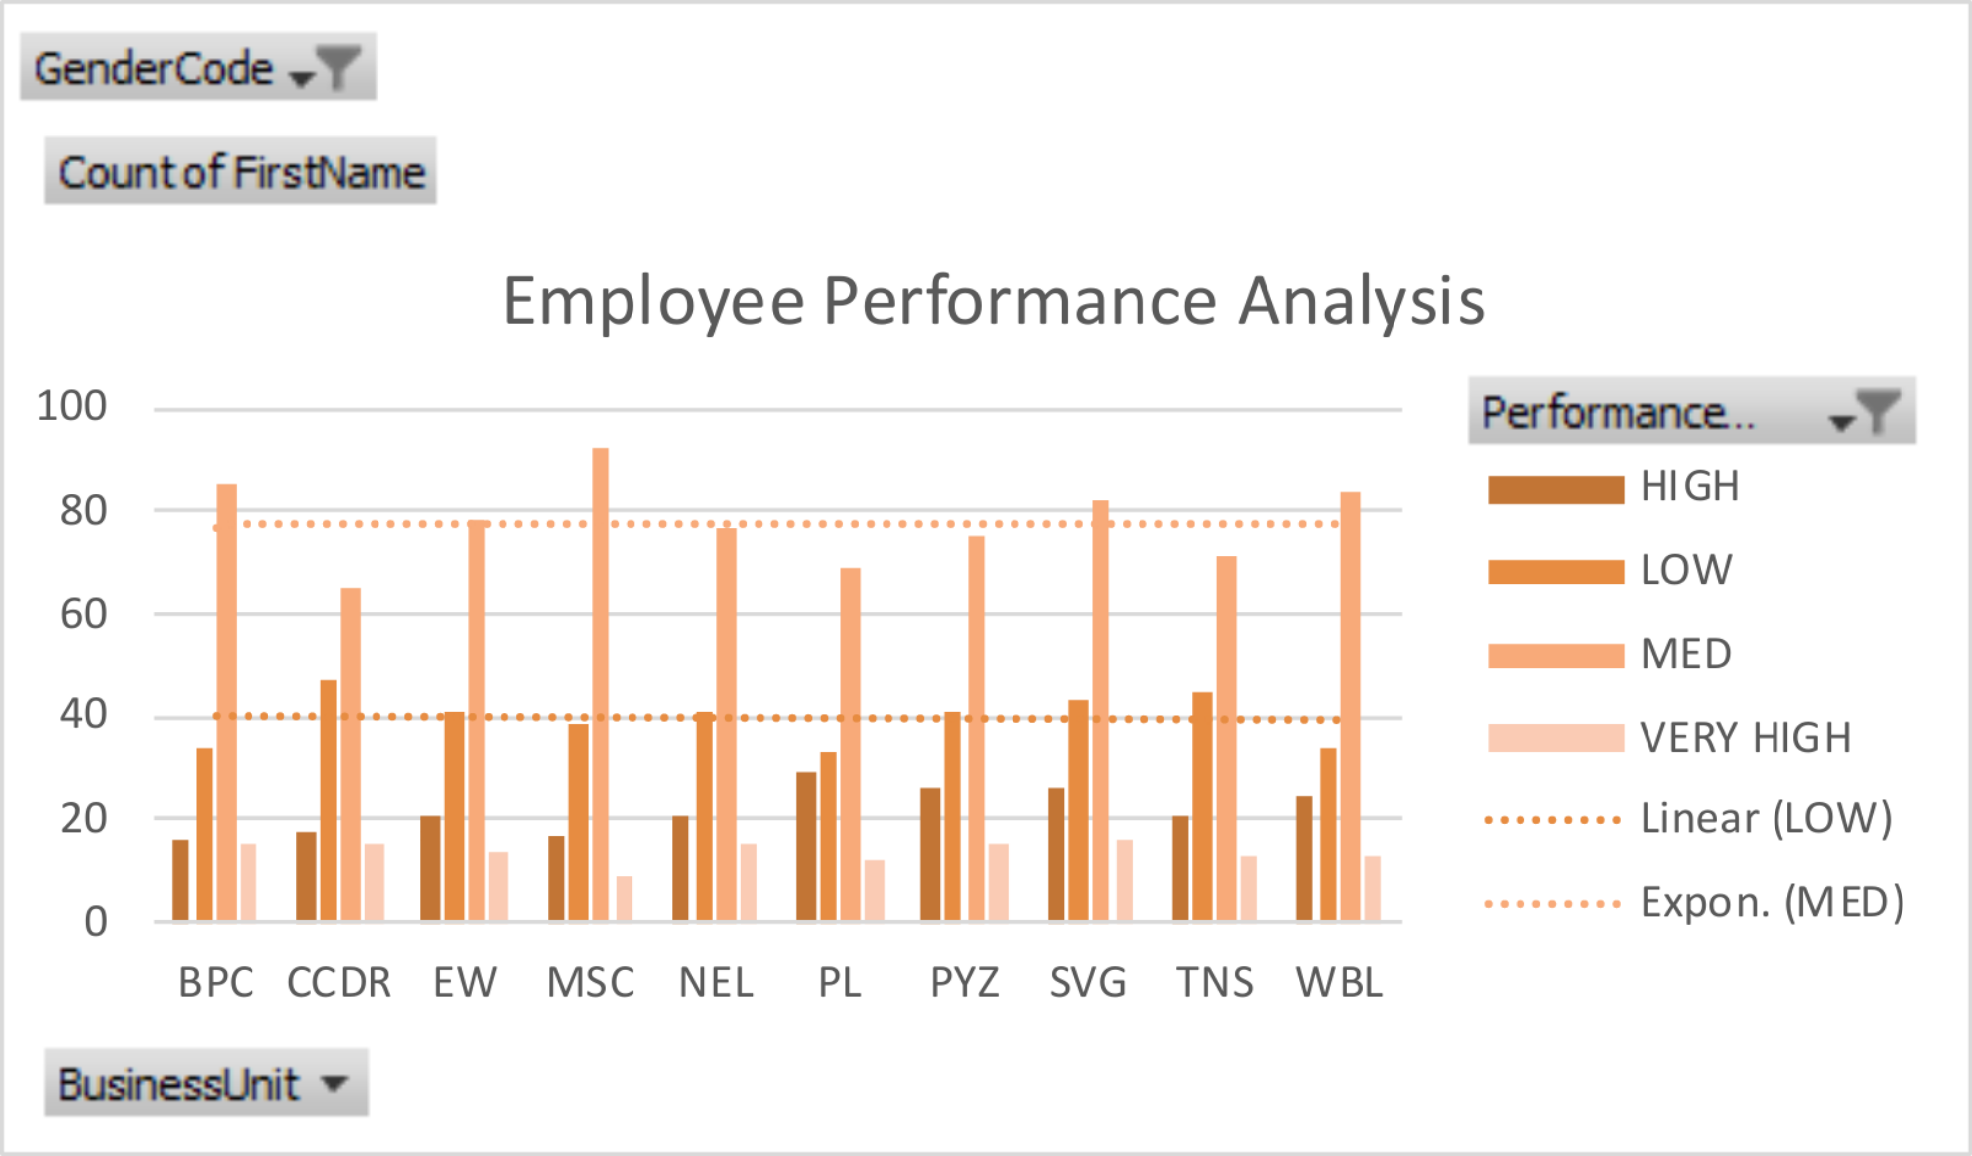 GenderCode
Count of FirstName
Employee Performance Analysis
100
80
60
40
20
0
BPC CCDR EW MSC NEL PL PYZ SVG TNS WBL
Performance...
HIGH
LOW
MED
VERY HIGH
Linear (LOW)
Expon. (MED)
BusinessUnit